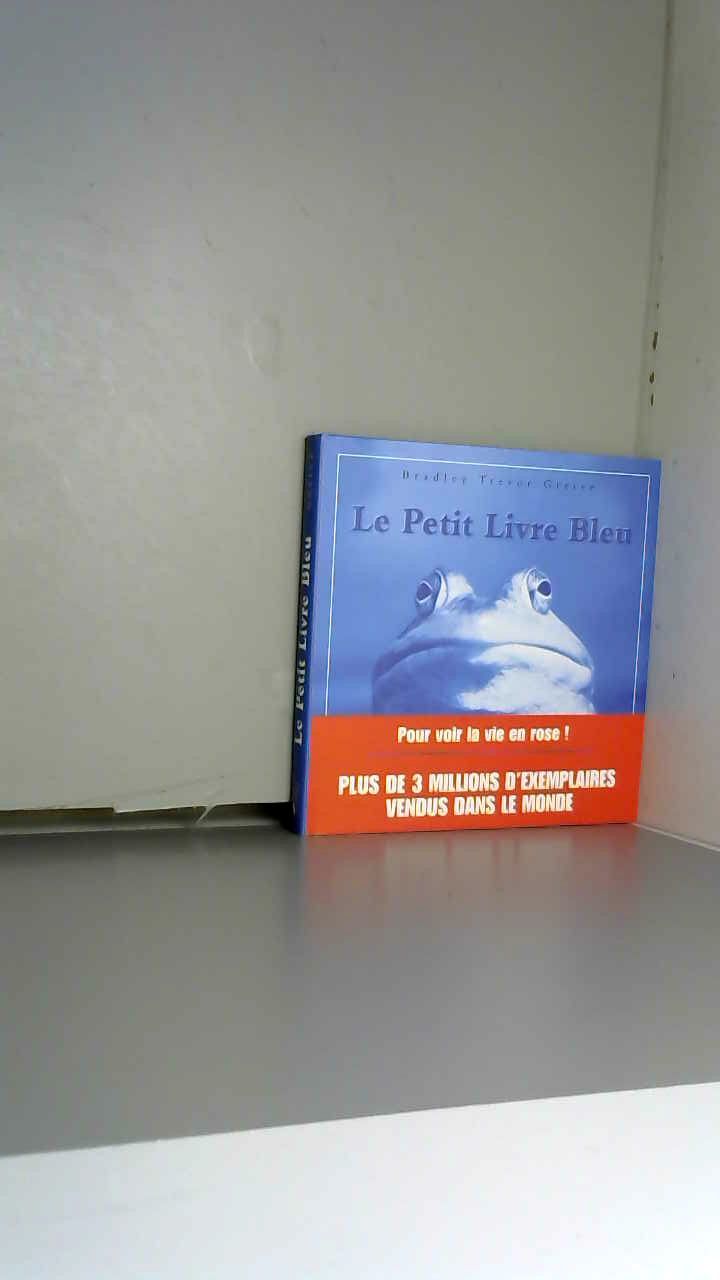 Bradley Trevor Greive
Le Petit Livre Bleu
Pour voir la vie en rose !
PLUS DE 3 MILLIONS D'EXEMPLAIRES
VENDUS DANS LE MONDE
Le Petit Livre Bleu
Greive